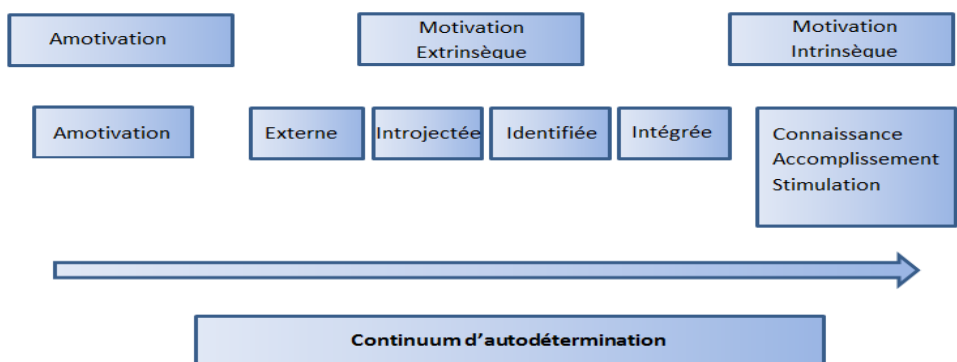 Amotivation
Motivation
Extrinsèque
Motivation
Intrinsèque
Amotivation
Externe
Introjectée
Identifiée
Intégrée
Connaissance
Accomplissement
Stimulation
Continuum d'autodétermination